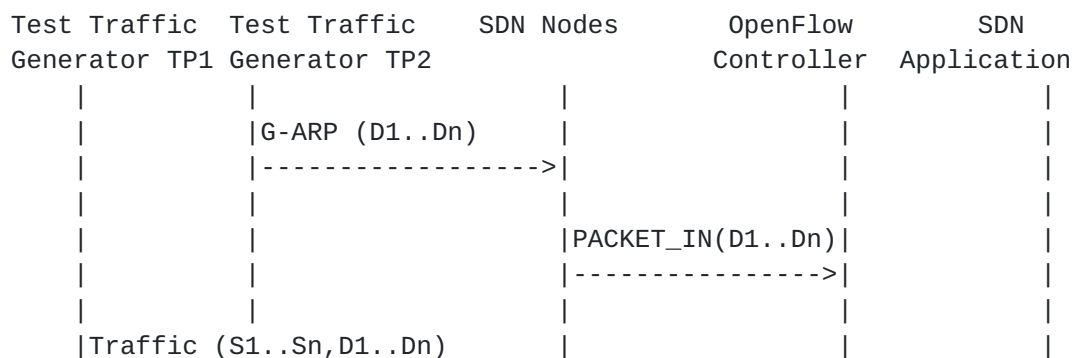 Test Traffic  Test Traffic    SDN Nodes       OpenFlow        SDN
Generator TP1 Generator TP2                  Controller  Application
    |          |                   |                 |            |
    |          |G-ARP (D1..Dn)     |                 |            |
    |          |------------------>|                 |            |
    |          |                   |                 |            |
    |          |                   |PACKET_IN(D1..Dn)|            |
    |          |                   |---------------->|            |
    |          |                   |                 |            |
    |Traffic (S1..Sn,D1..Dn)       |                 |            |